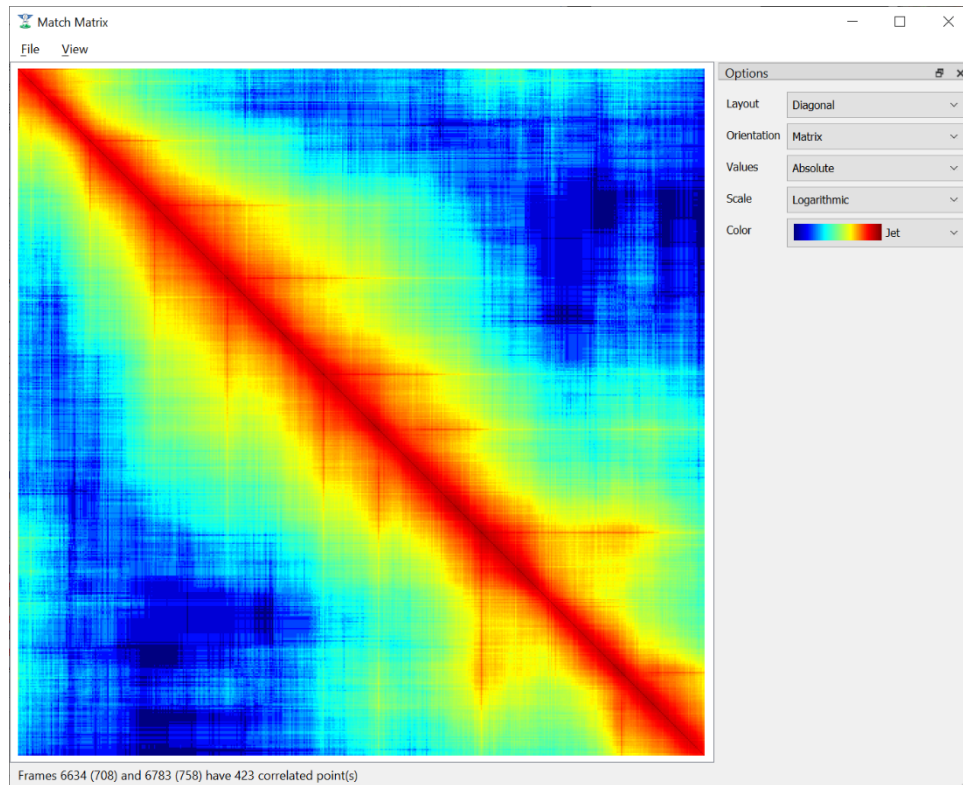 Match Matrix
File View
Options
Layout Diagonal
Orientation Matrix
Values Absolute
Scale Logarithmic
Color Jet
Frames 6634 (708) and 6783 (758) have 423 correlated point(s)